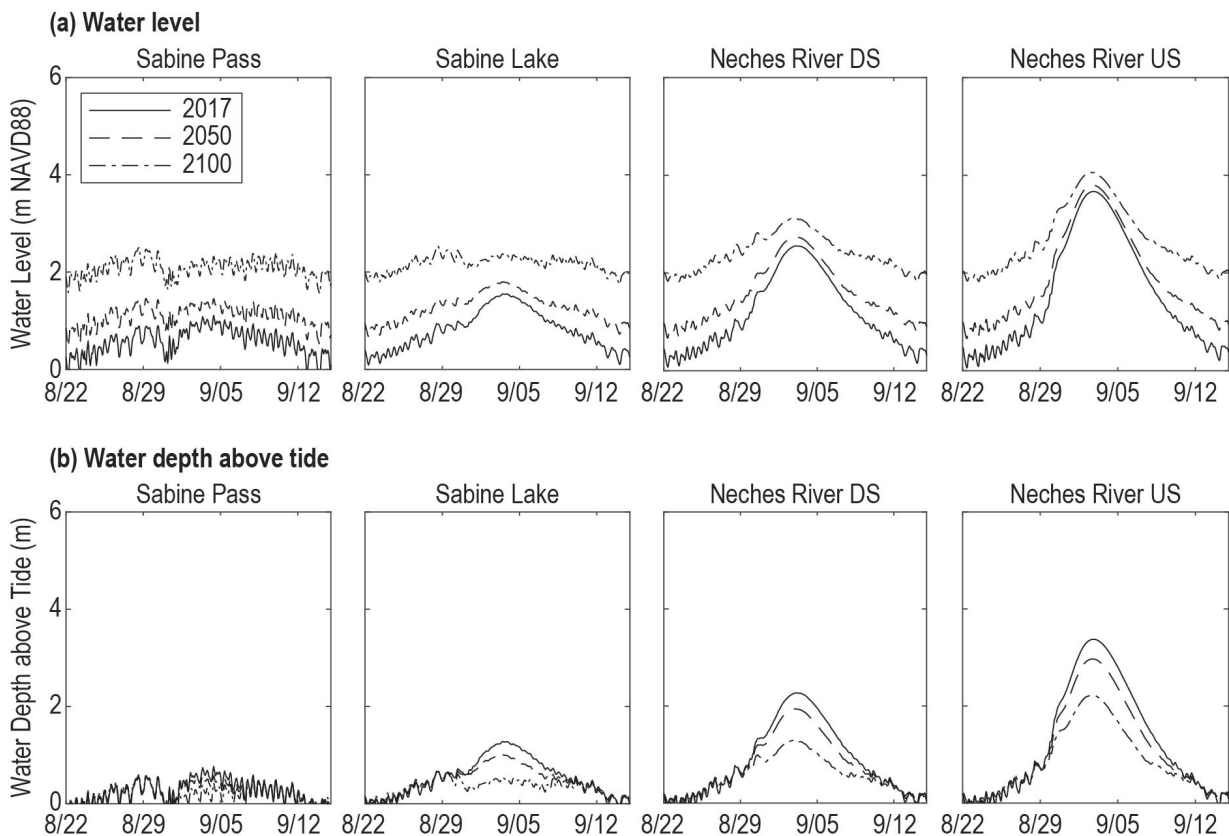 (a) Water level
Sabine Pass Sabine Lake Neches River DS Neches River US
Water Level (m NAVD88)
6
4
2
0
2017
2050
2100
8/22 8/29 9/05 9/12 8/22 8/29 9/05 9/12 8/22 8/29 9/05 9/12 8/22 8/29 9/05 9/12
(b) Water depth above tide
Sabine Pass Sabine Lake Neches River DS Neches River US
Water Depth above Tide (m)
6
4
2
0
8/22 8/29 9/05 9/12 8/22 8/29 9/05 9/12 8/22 8/29 9/05 9/12 8/22 8/29 9/05 9/12